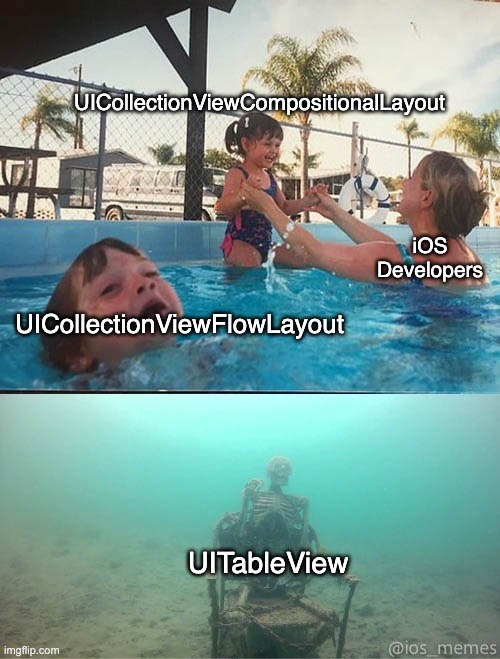 UICollectionViewCompositionalLayout
iOS
Developers
UICollectionViewFlowLayout
UITableView
imgflip.com
@ios_memes